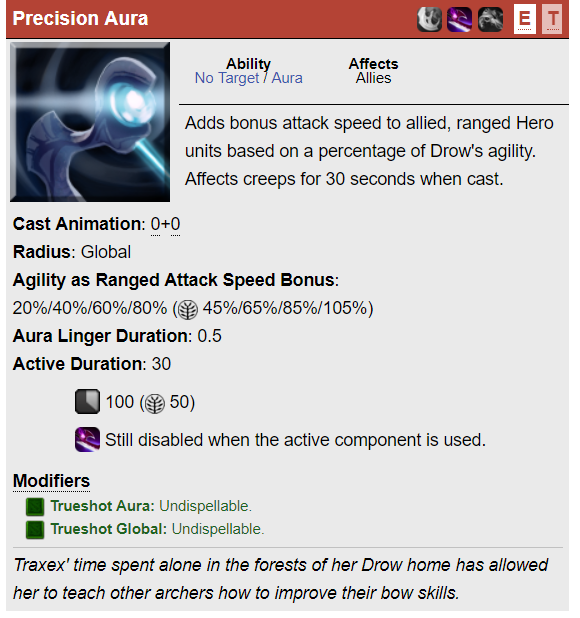 Precision Aura E T
Ability Affects
No Target / Aura Allies
Adds bonus attack speed to allied, ranged Hero
units based on a percentage of Drow's agility.
Affects creeps for 30 seconds when cast.
Cast Animation: 0+0
Radius: Global
Agility as Ranged Attack Speed Bonus:
20%/40%/60%/80% ( 45%/65%/85%/105%)
Aura Linger Duration: 0.5
Active Duration: 30
100 ( 50)
Still disabled when the active component is used.
Modifiers
Trueshot Aura: Undispellable.
Trueshot Global: Undispellable.
Traxex' time spent alone in the forests of her Drow home has allowed
her to teach other archers how to improve their bow skills.